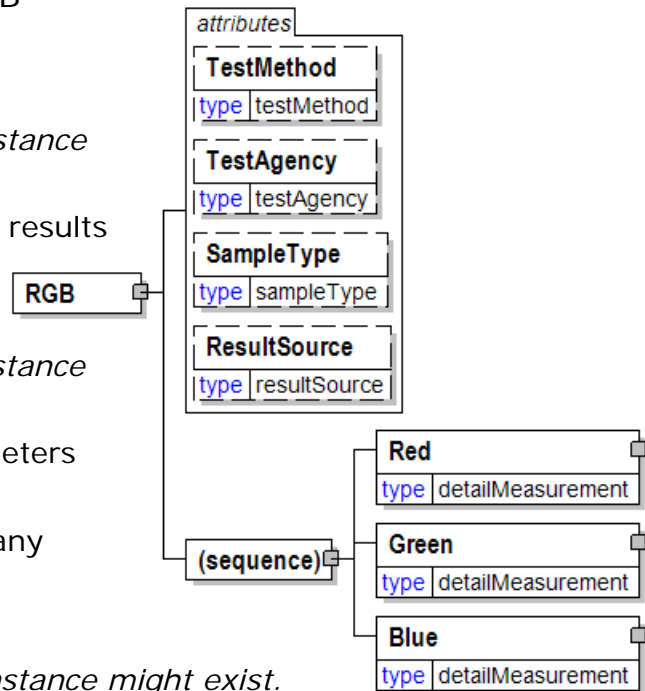 B
stance
results
stance
eters
any
nstance might exist.
RGB
attributes
TestMethod
type testMethod
TestAgency
type testAgency
SampleType
type sampleType
ResultSource
type resultSource
(sequence)
Red
type detailMeasurement
Green
type detailMeasurement
Blue
type detailMeasurement